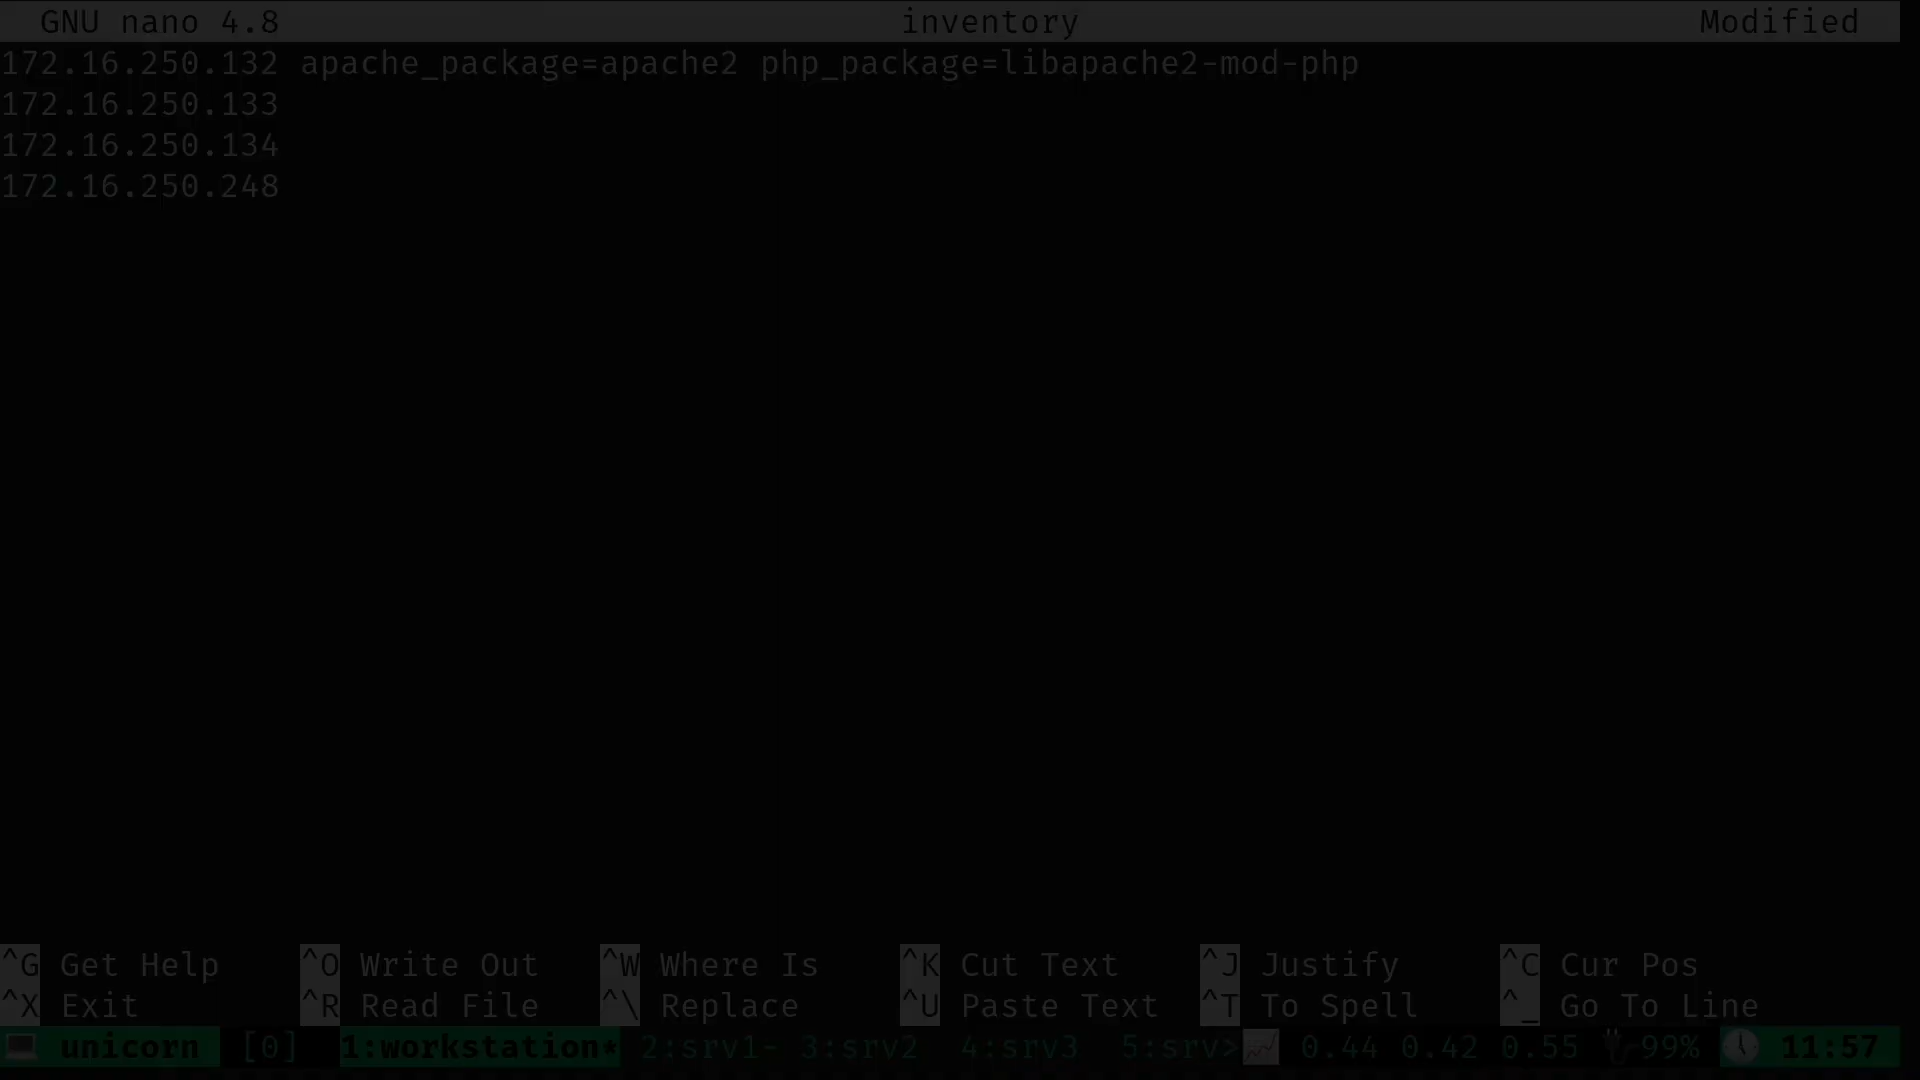 GNU nano 4.8 inventory Modified
172.16.250.132 apache_package=apache2 php_package=libapache2-mod-php
172.16.250.133
172.16.250.134
172.16.250.248
^G Get Help ^O Write Out ^W Where Is ^K Cut Text ^J Justify ^C Cur Pos
^X Exit ^R Read File ^\ Replace ^U Paste Text ^T To Spell ^_ Go To Line
unicorn [0] 1:workstation* 2:srv1- 3:srv2 4:srv3 5:srv> 0.44 0.42 0.55 99% 11:57